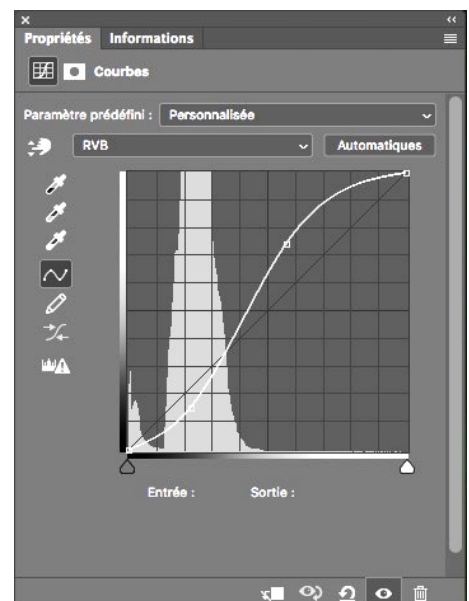 Propriétés Informations
Courbes
Paramètre prédéfini : Personnalisée
RVB Automatiques
Entrée : Sortie :